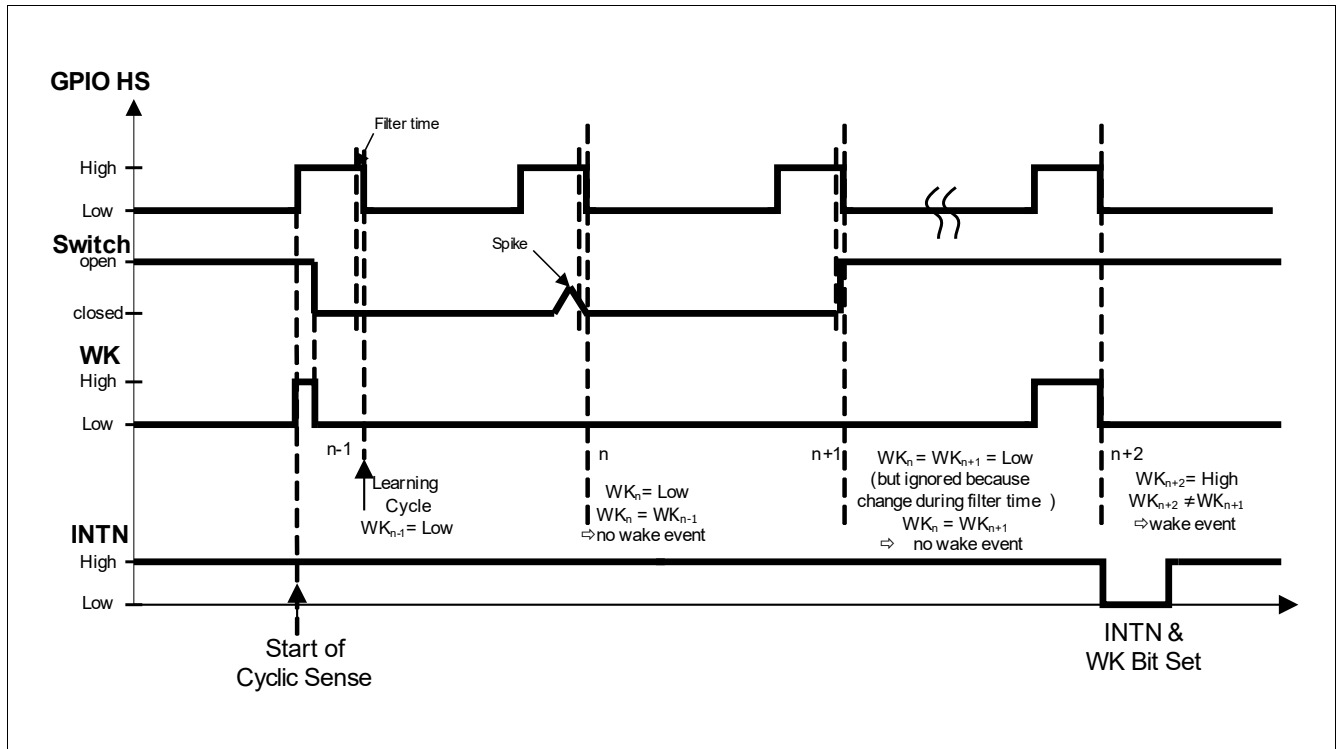 GPIO HS
Filter time
High
Low
Switch
open
Spike
closed
WK
High
Low
n-1
n
n+1
n+2
Learning
Cycle
WKn-1= Low
WKn= Low
WKn = WKn-1
⇨no wake event
WKn = WKn+1 = Low
(but ignored because
change during filter time )
WKn = WKn+1
⇨ no wake event
WKn+2= High
WKn+2 ≠WKn+1
⇨wake event
INTN
High
Low
Start of
Cyclic Sense
INTN &
WK Bit Set